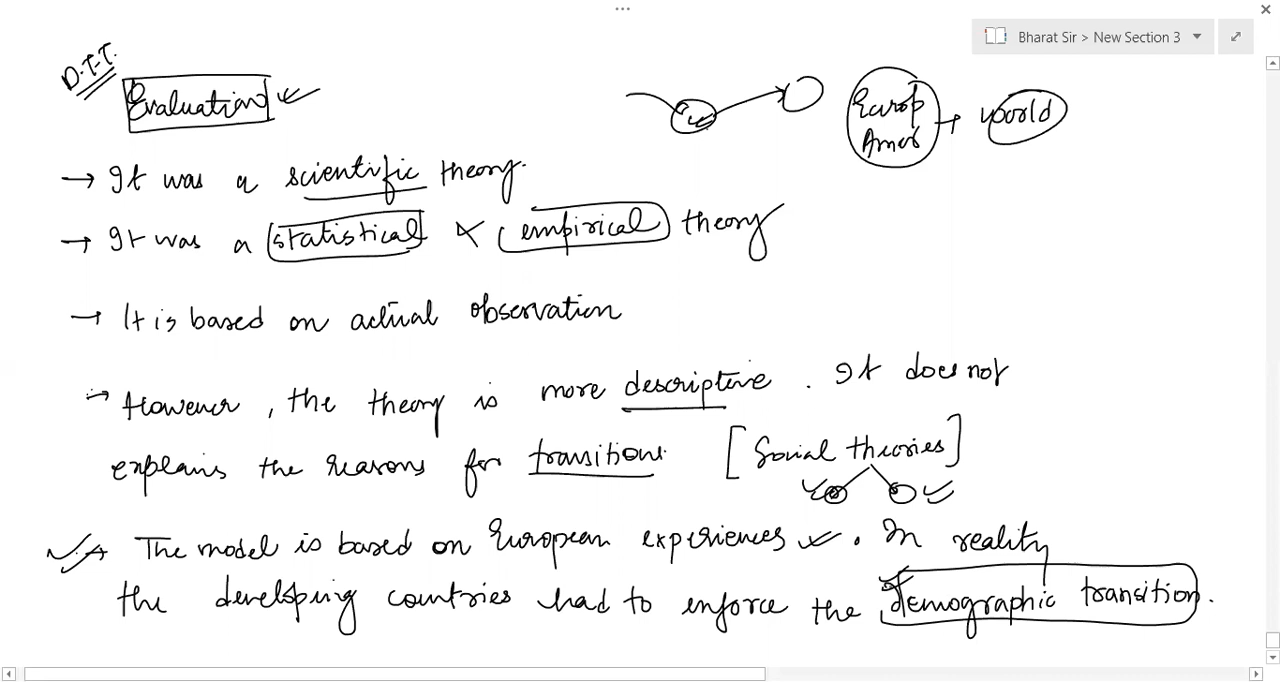 Bharat Sir > New Section 3
D.T.T.
Evaluation
Europ
Amer → world
→ It was a scientific theory.
→ It was a statistical & empirical theory
→ It is based on actual observation
→ However, the theory is more descriptive. It does not
explains the reasons for transitions. [Social theories]
→ The model is based on European experiences. In reality
the developing countries had to enforce the demographic transition.